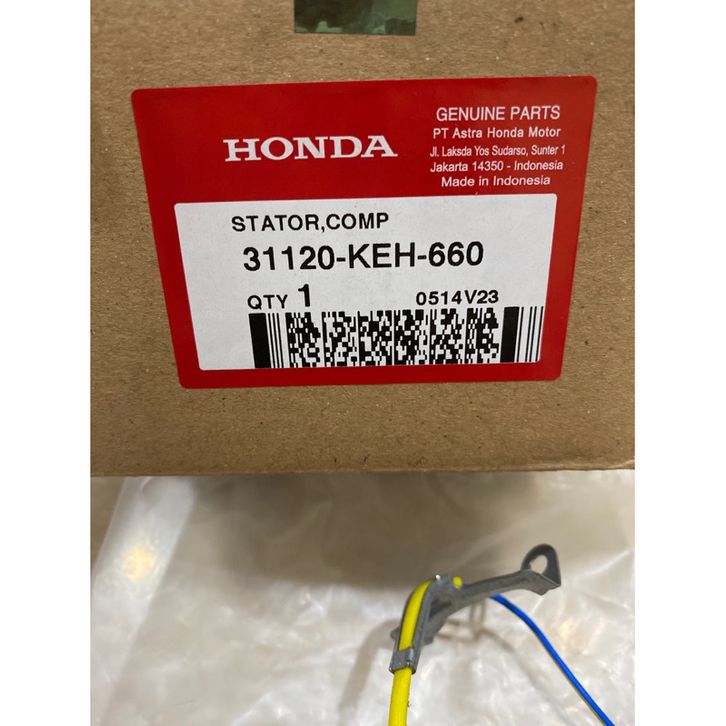 HONDA
GENUINE PARTS
PT Astra Honda Motor
Jl. Laksda Yos Sudarso, Sunter 1
Jakarta 14350 - Indonesia
Made in Indonesia
STATOR,COMP
31120-KEH-660
QTY 1 0514V23